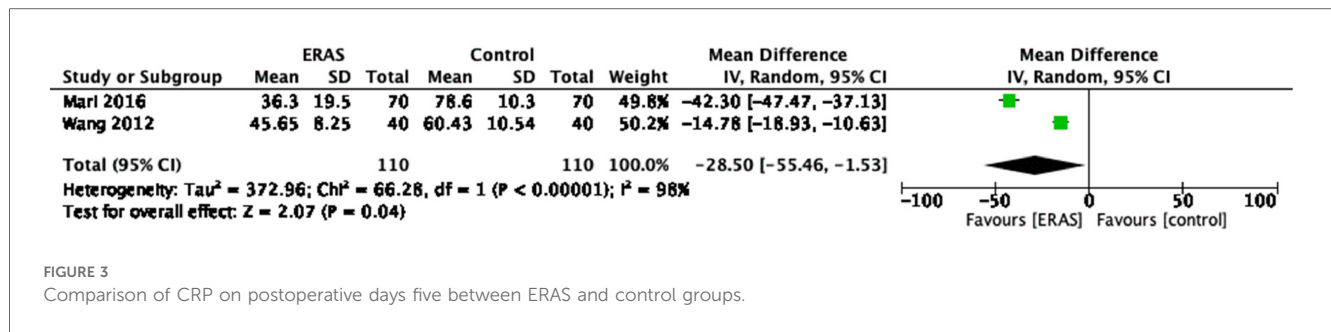 ERAS Control Mean Difference Mean Difference
Study or Subgroup Mean SD Total Mean SD Total Weight IV, Random, 95% CI IV, Random, 95% CI
Mari 2016 36.3 19.5 70 78.6 10.3 70 49.8% −42.30 [−47.47, −37.13]
Wang 2012 45.65 8.25 40 60.43 10.54 40 50.2% −14.78 [−18.93, −10.63]
Total (95% CI) 110 110 100.0% −28.50 [−55.46, −1.53]
Heterogeneity: Tau² = 372.96; Chi² = 66.28, df = 1 (P < 0.00001); I² = 98%
Test for overall effect: Z = 2.07 (P = 0.04)
−100 −50 0 50 100
Favours [ERAS] Favours [control]
FIGURE 3
Comparison of CRP on postoperative days five between ERAS and control groups.